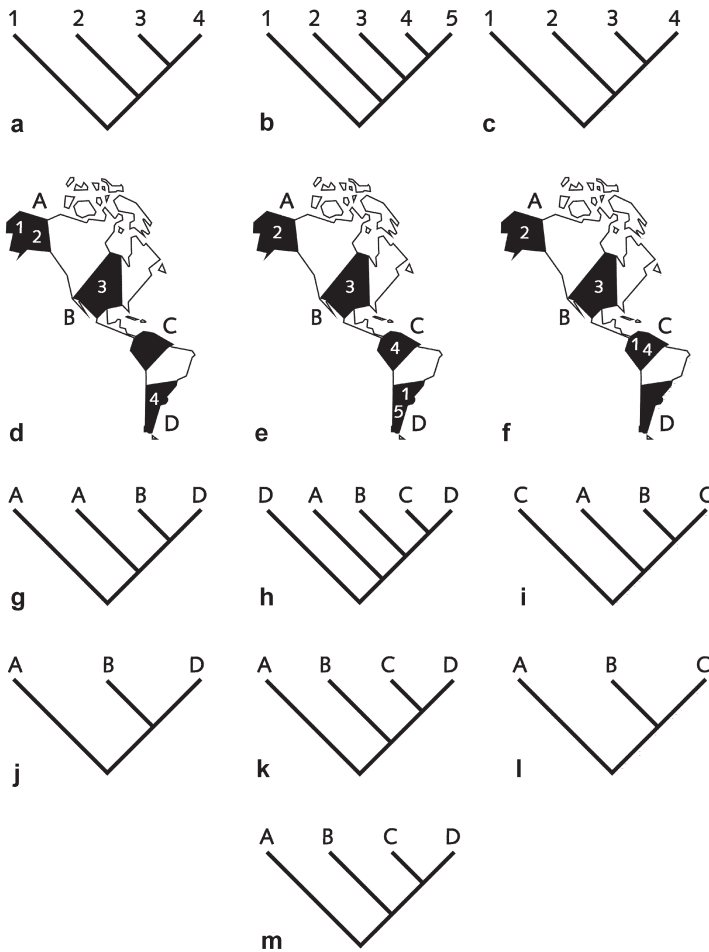 1 2 3 4 1 2 3 4 5 1 2 3 4
a b c
A A A
1 2 2 2
3 3 3
B C B C B C
4 1 4
4 1
5
D D D
d e f
A A B D D A B C D C A B C
g h i
A B D A B C D A B C
j k l
A B C D
m